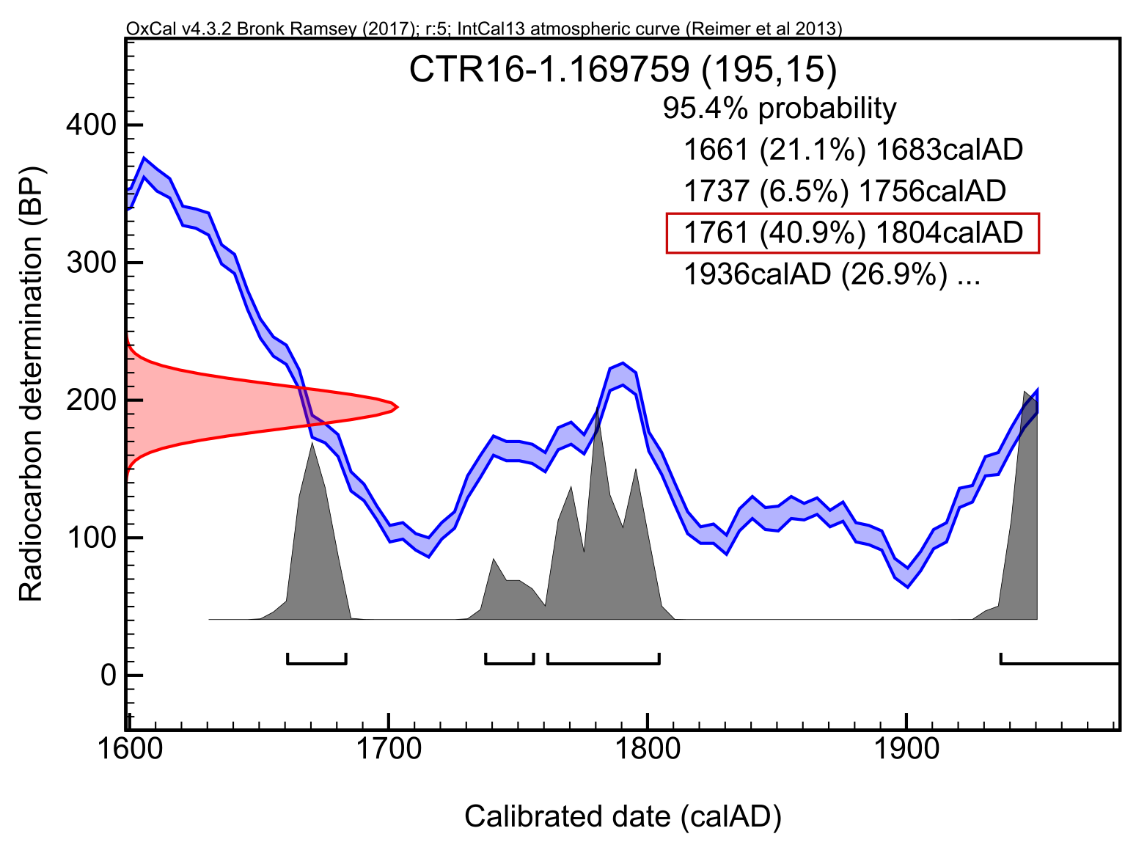 OxCal v4.3.2 Bronk Ramsey (2017); r:5; IntCal13 atmospheric curve (Reimer et al 2013)
CTR16-1.169759 (195,15)
95.4% probability
1661 (21.1%) 1683calAD
1737 (6.5%) 1756calAD
1761 (40.9%) 1804calAD
1936calAD (26.9%) ...
Radiocarbon determination (BP)
400
300
200
100
0
1600 1700 1800 1900
Calibrated date (calAD)